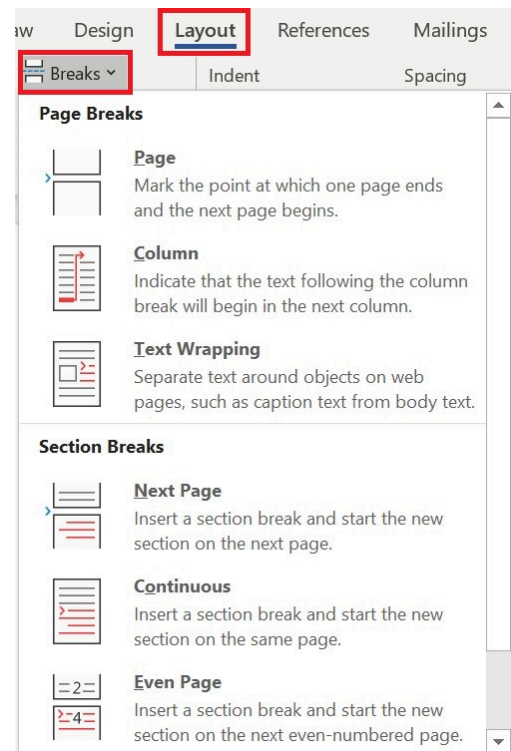 aw Design Layout References Mailings
Breaks Indent Spacing
Page Breaks
Page
Mark the point at which one page ends
and the next page begins.
Column
Indicate that the text following the column
break will begin in the next column.
Text Wrapping
Separate text around objects on web
pages, such as caption text from body text.
Section Breaks
Next Page
Insert a section break and start the new
section on the next page.
Continuous
Insert a section break and start the new
section on the same page.
=2=
Even Page
=4=
Insert a section break and start the new
section on the next even-numbered page.